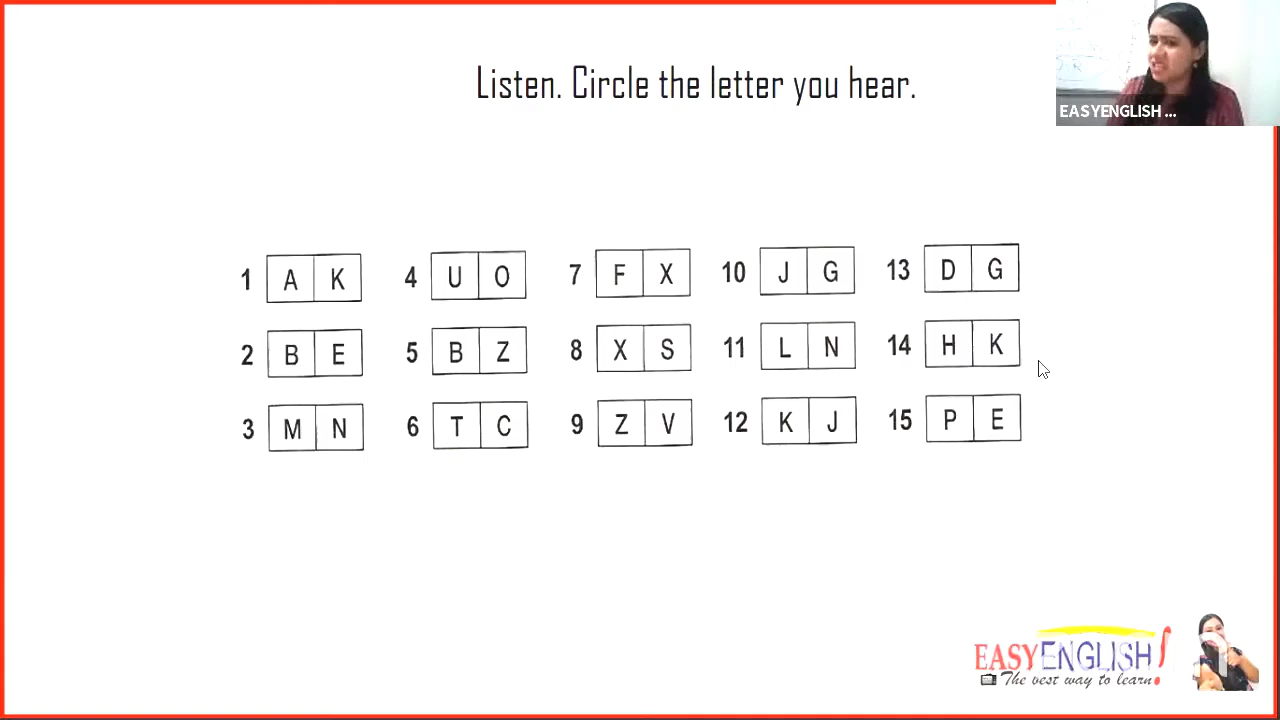 Listen. Circle the letter you hear.
EASYENGLISH ...
1 A K
4 U O
7 F X
10 J G
13 D G
2 B E
5 B Z
8 X S
11 L N
14 H K
3 M N
6 T C
9 Z V
12 K J
15 P E
EASYENGLISH!
The best way to learn!